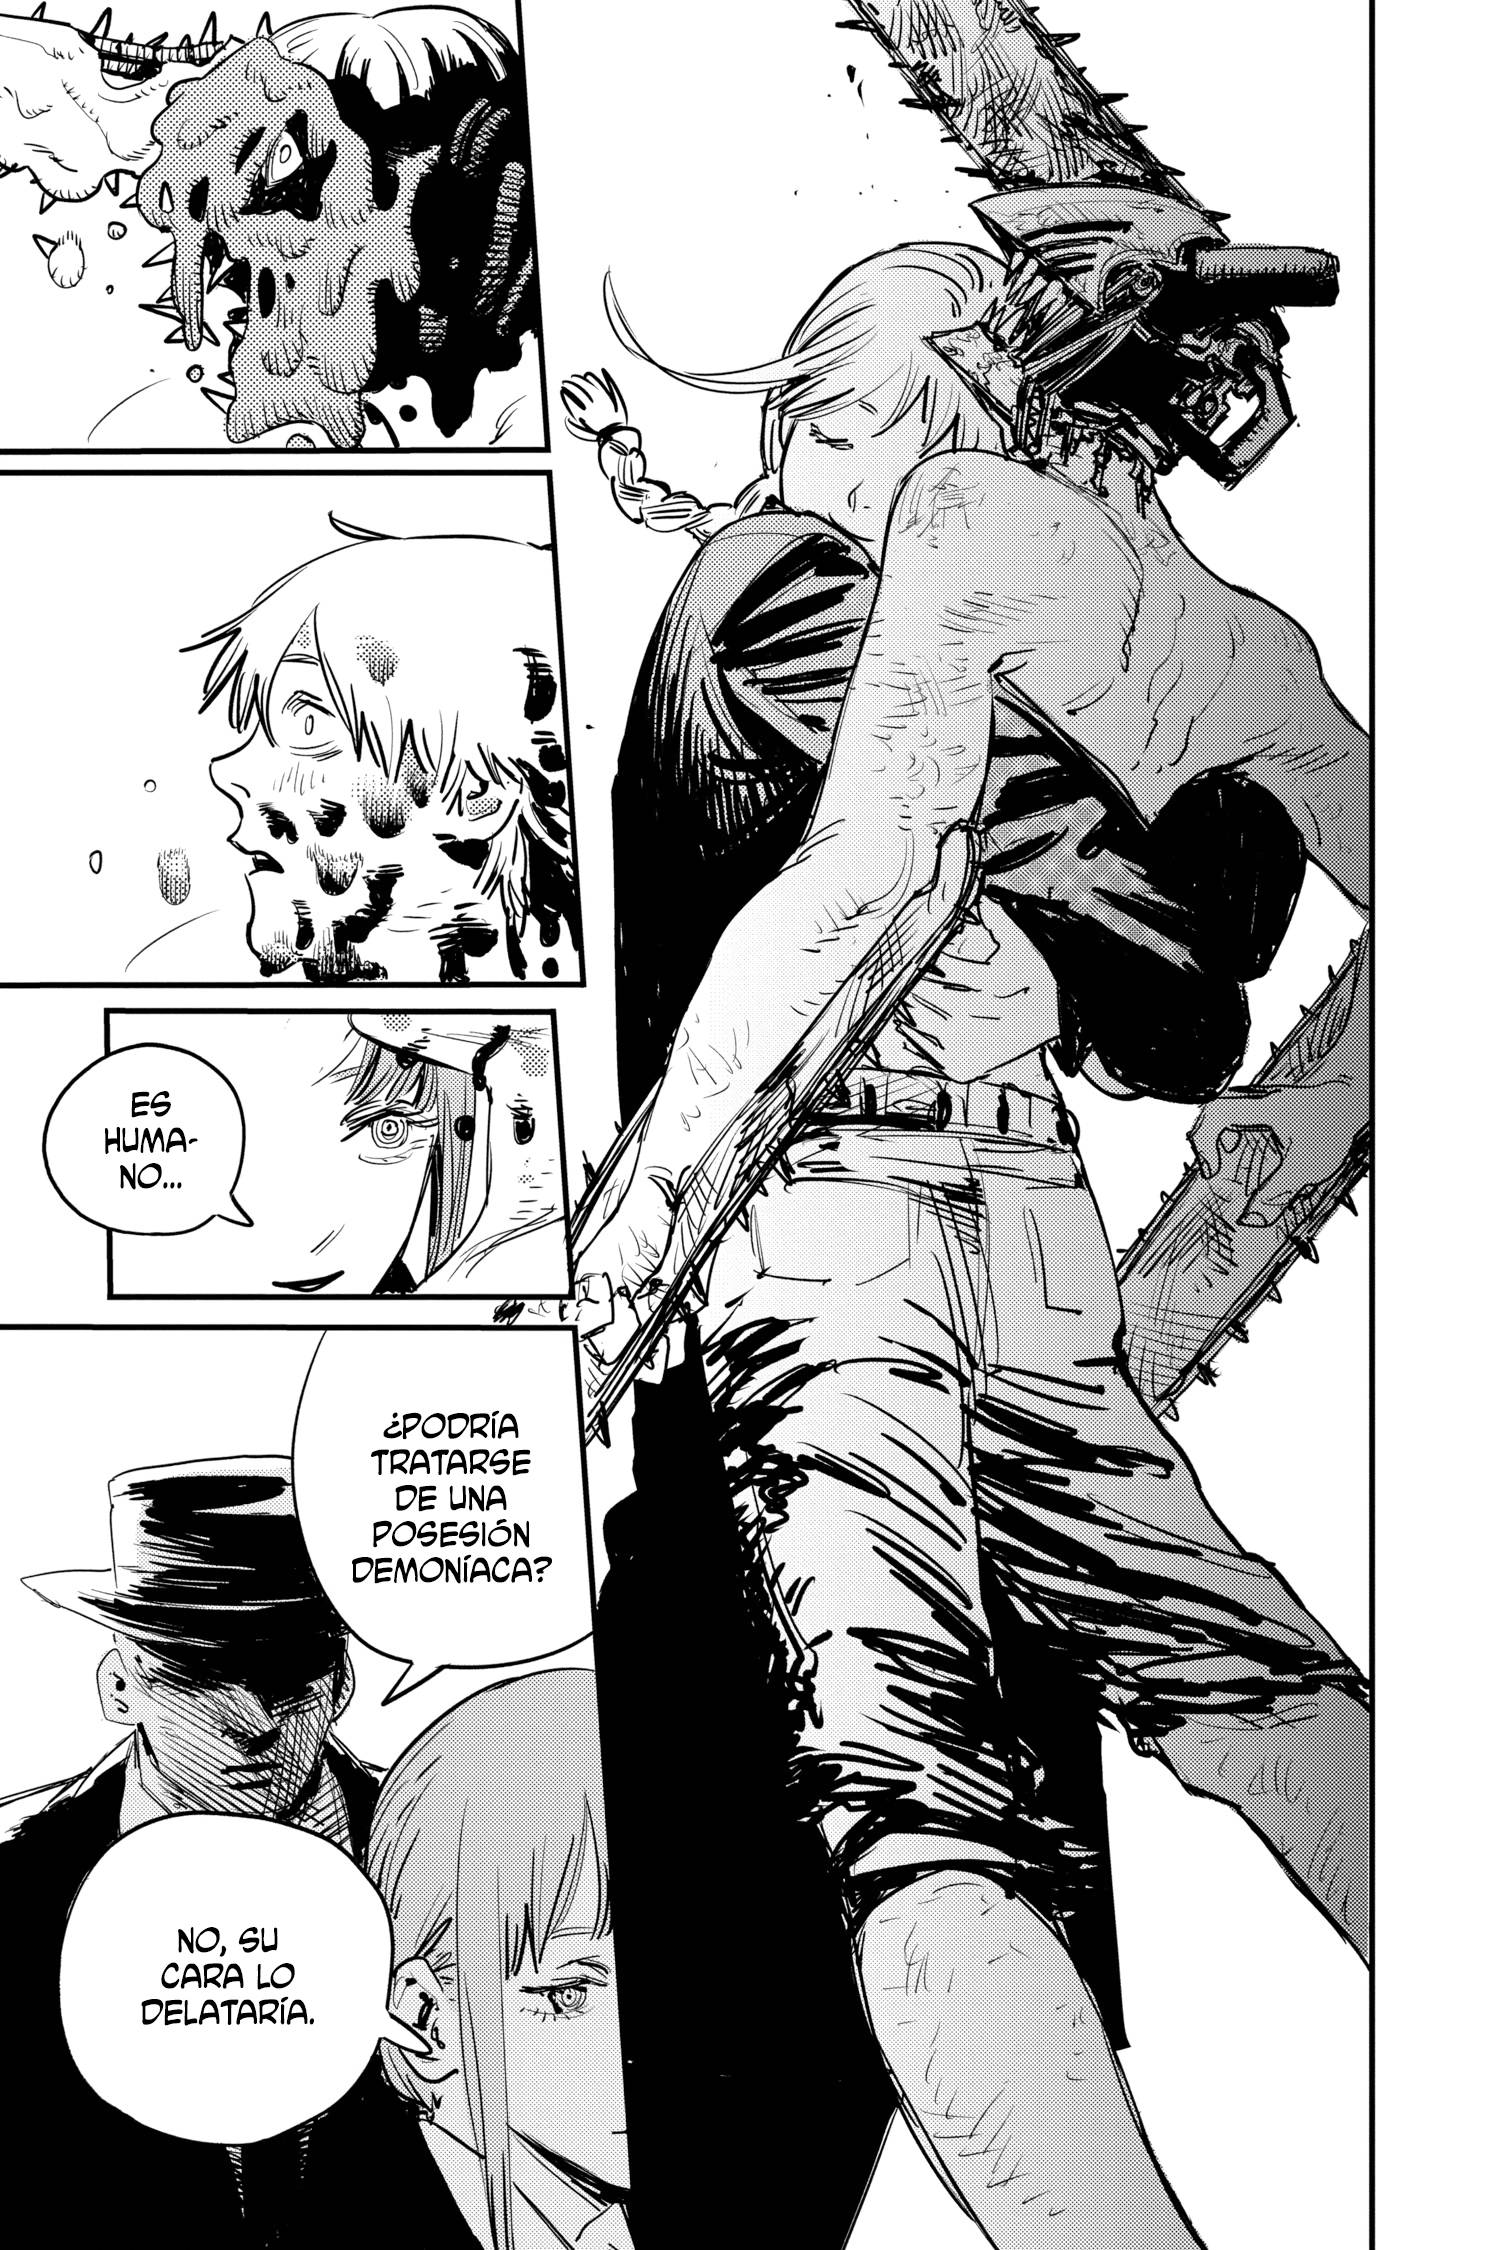 ES
HUMA-
NO...
¿PODRÍA
TRATARSE
DE UNA
POSESIÓN
DEMONÍACA?
NO, SU
CARA LO
DELATARÍA.